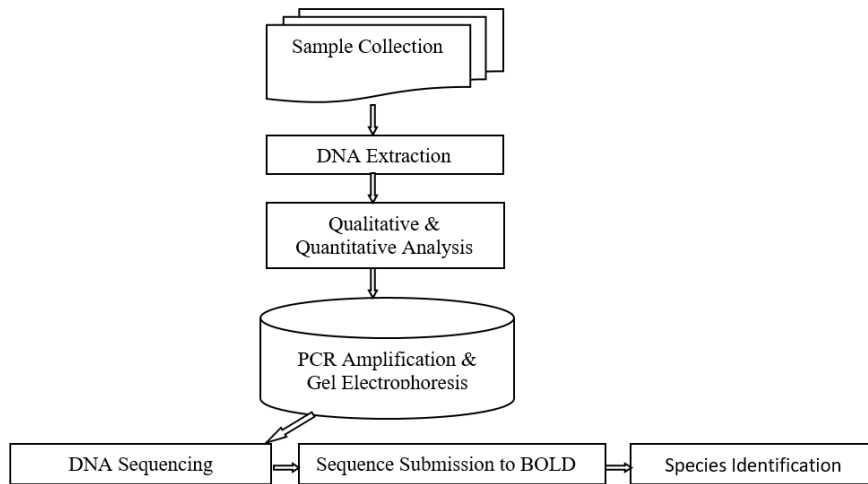 Sample Collection
DNA Extraction
Qualitative &
Quantitative Analysis
PCR Amplification &
Gel Electrophoresis
DNA Sequencing
Sequence Submission to BOLD
Species Identification